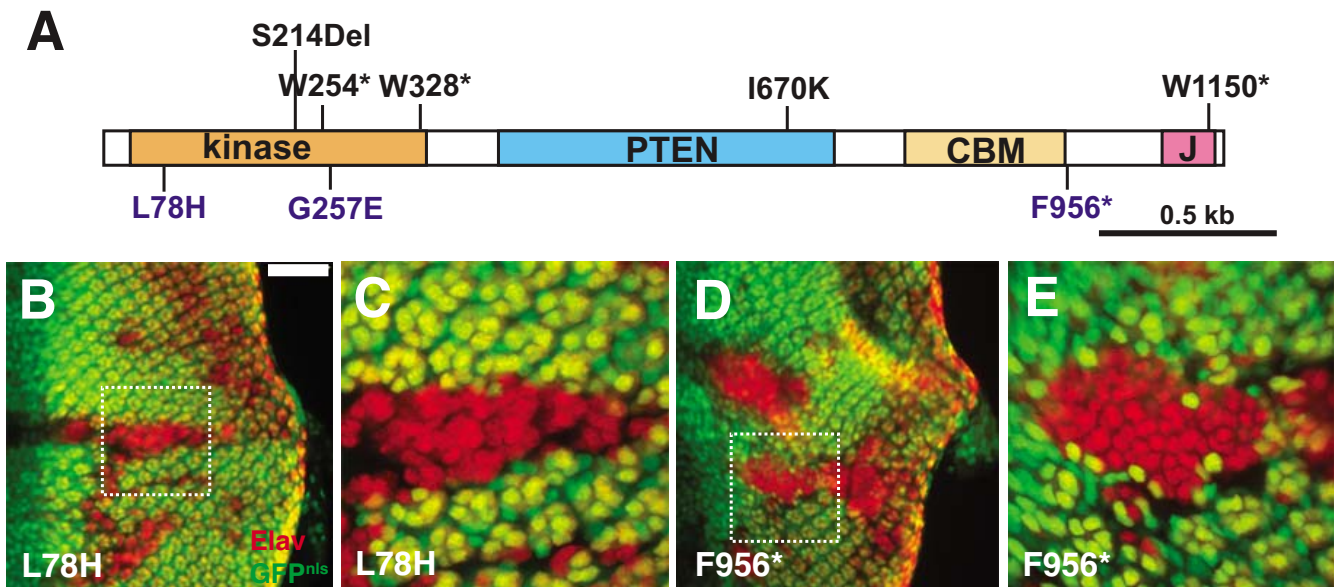 A
S214Del
W254* W328*
I670K
W1150*
kinase
PTEN
CBM
J
L78H
G257E
F956*
0.5 kb
B
C
D
E
Elav
GFPnls
L78H
L78H
F956*
F956*